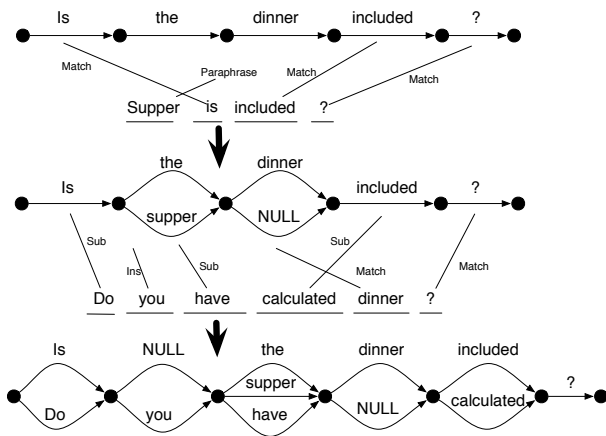 Is the dinner included ?
Match Paraphrase Match Match
Supper is included ?
the dinner
Is included ?
supper NULL
Sub Ins Sub Sub Match Match
Do you have calculated dinner ?
Is NULL the dinner included
supper ?
Do you have NULL calculated